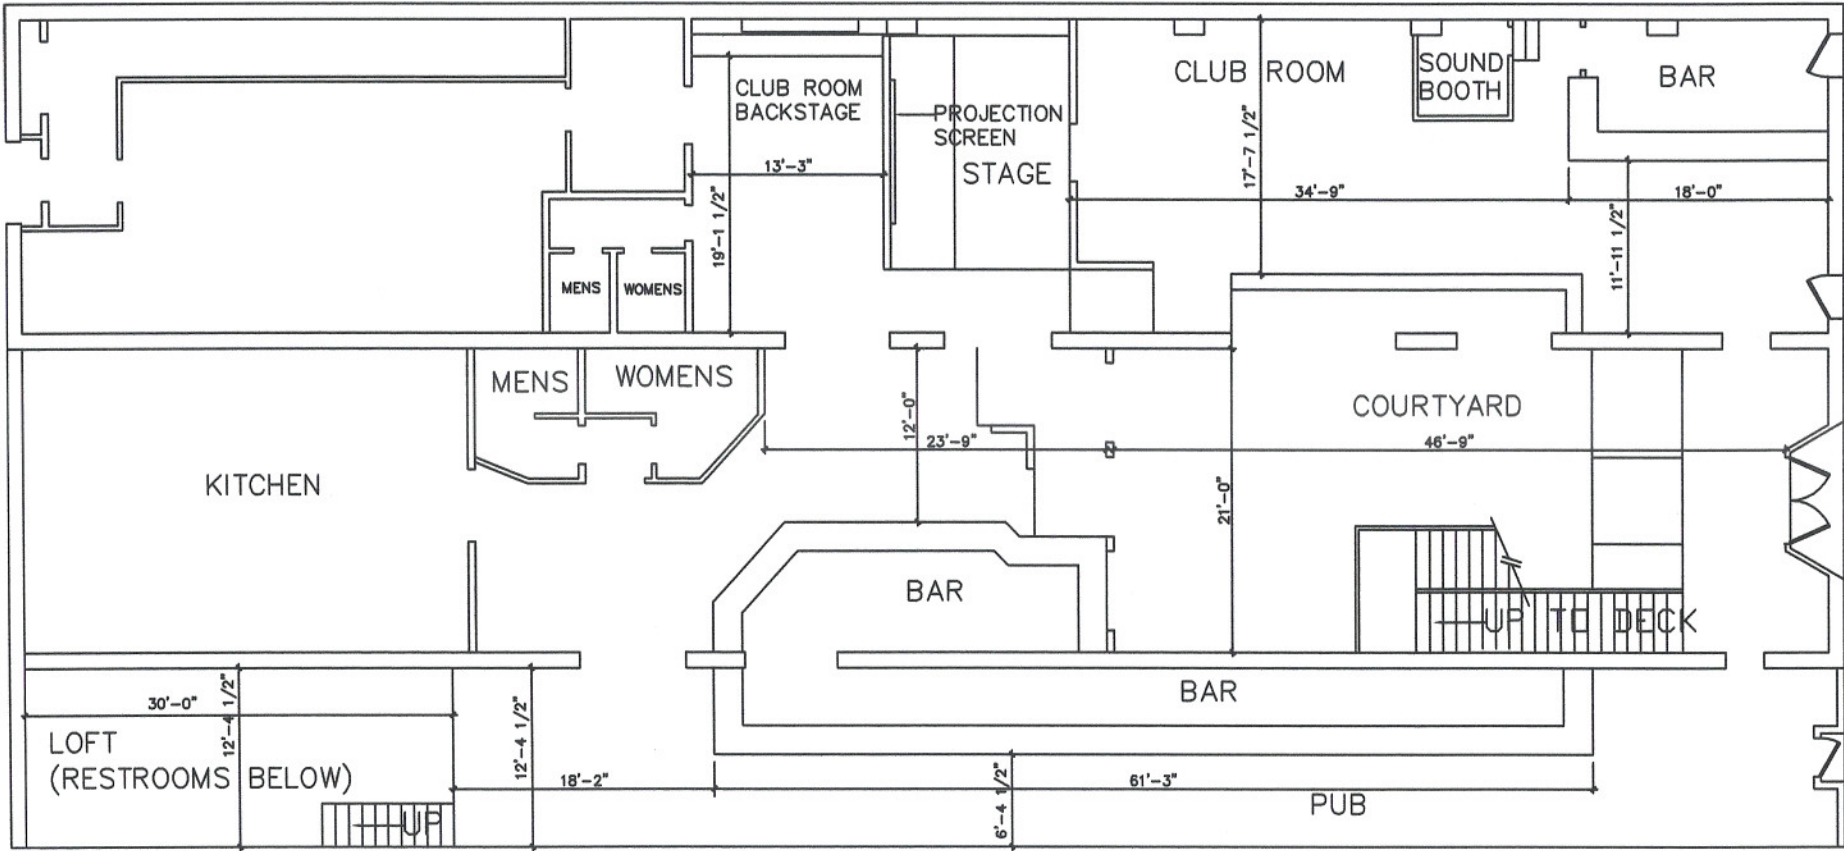 CLUB ROOM
BACKSTAGE
PROJECTION
SCREEN
STAGE
CLUB ROOM
SOUND
BOOTH
BAR
13'-3"
19'-1 1/2"
17'-7 1/2"
34'-9"
18'-0"
11'-11 1/2"
MENS
WOMENS
MENS
WOMENS
KITCHEN
12'-0"
23'-9"
COURTYARD
46'-9"
21'-0"
BAR
UP TO DECK
BAR
30'-0"
12'-4 1/2"
12'-4 1/2"
LOFT
(RESTROOMS BELOW)
UP
18'-2"
61'-3"
6'-4 1/2"
PUB